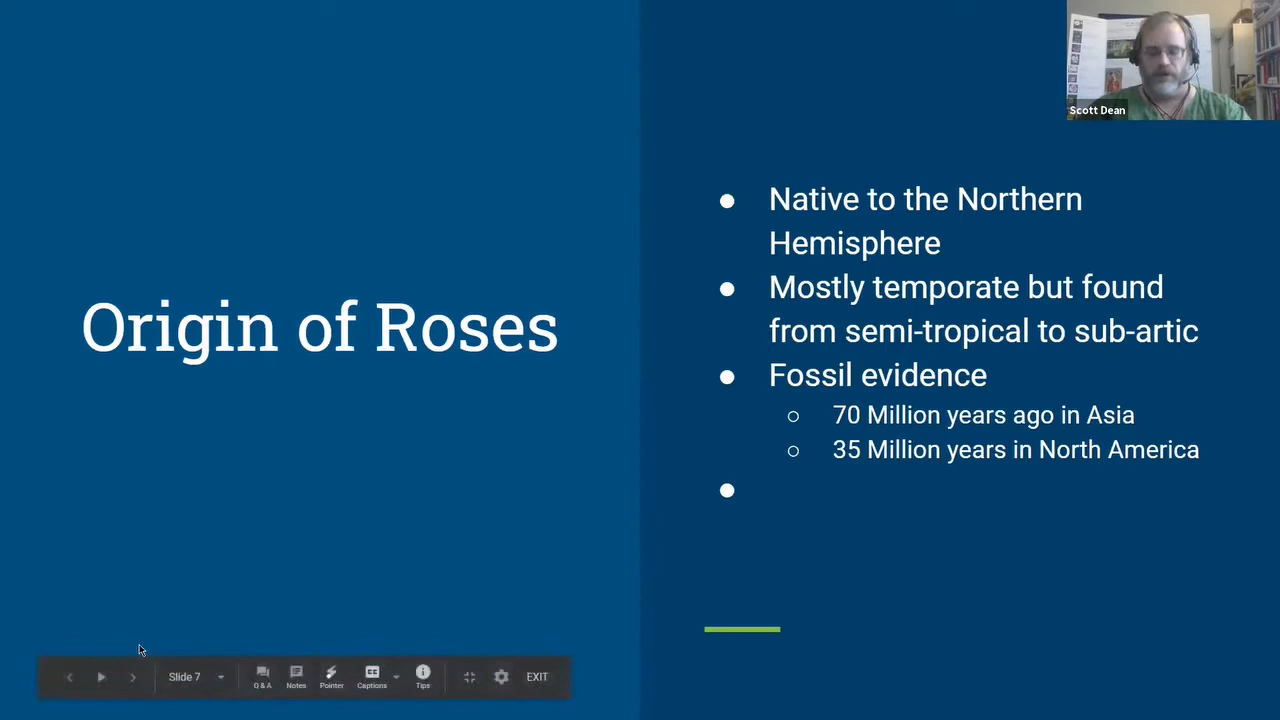 Scott Dean
Origin of Roses
● Native to the Northern
Hemisphere
● Mostly temporate but found
from semi-tropical to sub-artic
● Fossil evidence
○ 70 Million years ago in Asia
○ 35 Million years in North America
●
Slide 7
Q & A
Notes
Pointer
Captions
Tips
EXIT